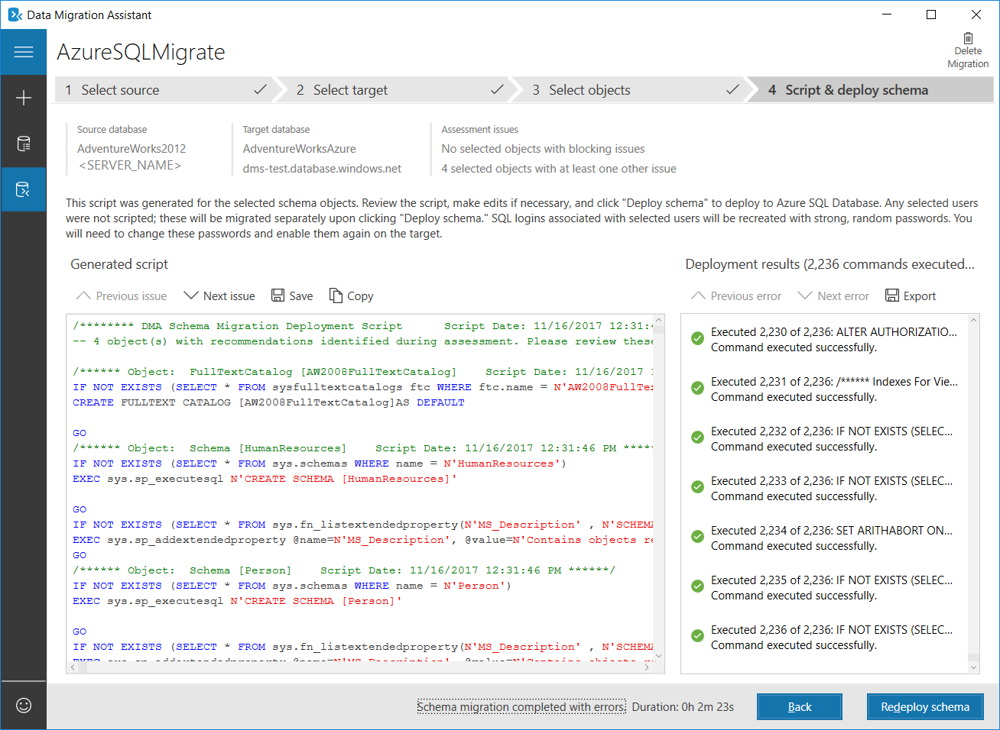 Data Migration Assistant
AzureSQLMigrate
Delete
Migration
1 Select source
2 Select target
3 Select objects
4 Script & deploy schema
Source database
AdventureWorks2012
<SERVER_NAME>
Target database
AdventureWorksAzure
dms-test.database.windows.net
Assessment issues
No selected objects with blocking issues
4 selected objects with at least one other issue
This script was generated for the selected schema objects. Review the script, make edits if necessary, and click "Deploy schema" to deploy to Azure SQL Database. Any selected users
were not scripted; these will be migrated separately upon clicking "Deploy schema." SQL logins associated with selected users will be recreated with strong, random passwords. You
will need to change these passwords and enable them again on the target.
Generated script
Previous issue Next issue Save Copy
/******** DMA Schema Migration Deployment Script Script Date: 11/16/2017 12:31:4
-- 4 object(s) with recommendations identified during assessment. Please review these
/****** Object: FullTextCatalog [AW2008FullTextCatalog] Script Date: 11/16/2017
IF NOT EXISTS (SELECT * FROM sysfulltextcatalogs ftc WHERE ftc.name = N'AW2008FullTex
CREATE FULLTEXT CATALOG [AW2008FullTextCatalog]AS DEFAULT
GO
/****** Object: Schema [HumanResources] Script Date: 11/16/2017 12:31:46 PM ****
IF NOT EXISTS (SELECT * FROM sys.schemas WHERE name = N'HumanResources')
EXEC sys.sp_executesql N'CREATE SCHEMA [HumanResources]'
GO
IF NOT EXISTS (SELECT * FROM sys.fn_listextendedproperty(N'MS_Description' , N'SCHEMA
EXEC sys.sp_addextendedproperty @name=N'MS_Description', @value=N'Contains objects re
GO
/****** Object: Schema [Person] Script Date: 11/16/2017 12:31:46 PM ******/
IF NOT EXISTS (SELECT * FROM sys.schemas WHERE name = N'Person')
EXEC sys.sp_executesql N'CREATE SCHEMA [Person]'
GO
IF NOT EXISTS (SELECT * FROM sys.fn_listextendedproperty(N'MS_Description' , N'SCHEMA
EXEC sys.sp_addextendedproperty @name=N'MS_Description', @value=N'Contains objects
Deployment results (2,236 commands executed...
Previous error Next error Export
Executed 2,230 of 2,236: ALTER AUTHORIZATIO...
Command executed successfully.
Executed 2,231 of 2,236: /****** Indexes For Vie...
Command executed successfully.
Executed 2,232 of 2,236: IF NOT EXISTS (SELEC...
Command executed successfully.
Executed 2,233 of 2,236: IF NOT EXISTS (SELEC...
Command executed successfully.
Executed 2,234 of 2,236: SET ARITHABORT ON...
Command executed successfully.
Executed 2,235 of 2,236: IF NOT EXISTS (SELEC...
Command executed successfully.
Executed 2,236 of 2,236: IF NOT EXISTS (SELEC...
Command executed successfully.
Schema migration completed with errors. Duration: 0h 2m 23s
Back
Redeploy schema